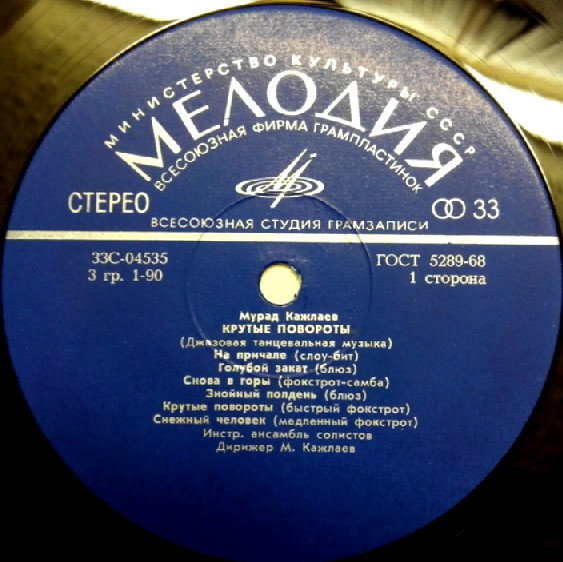 МИНИСТЕРСТВО КУЛЬТУРЫ СССР
МЕЛОДИЯ
ВСЕСОЮЗНАЯ ФИРМА ГРАМПЛАСТИНОК
СТЕРЕО
33
ВСЕСОЮЗНАЯ СТУДИЯ ГРАМЗАПИСИ
33С-04535
ГОСТ 5289-68
3 гр. 1-90
1 сторона
Мурад Кажлаев
КРУТЫЕ ПОВОРОТЫ
(Джазовая танцевальная музыка)
На причале (слоу-бит)
Голубой закат (блюз)
Снова в горы (фокстрот-самба)
Знойный полдень (блюз)
Крутые повороты (быстрый фокстрот)
Снежный человек (медленный фокстрот)
Инстр. ансамбль солистов
Дирижер М. Кажлаев